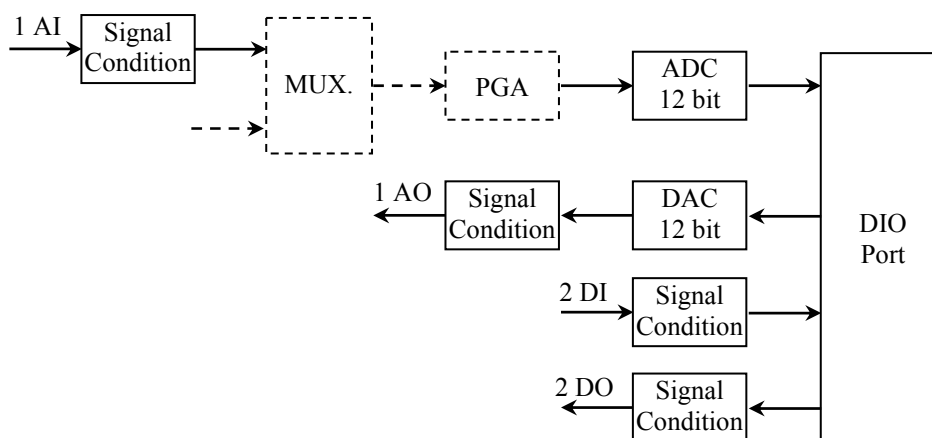 1 AI
Signal
Condition
MUX.
PGA
ADC
12 bit
1 AO
Signal
Condition
DAC
12 bit
DIO
Port
2 DI
Signal
Condition
2 DO
Signal
Condition